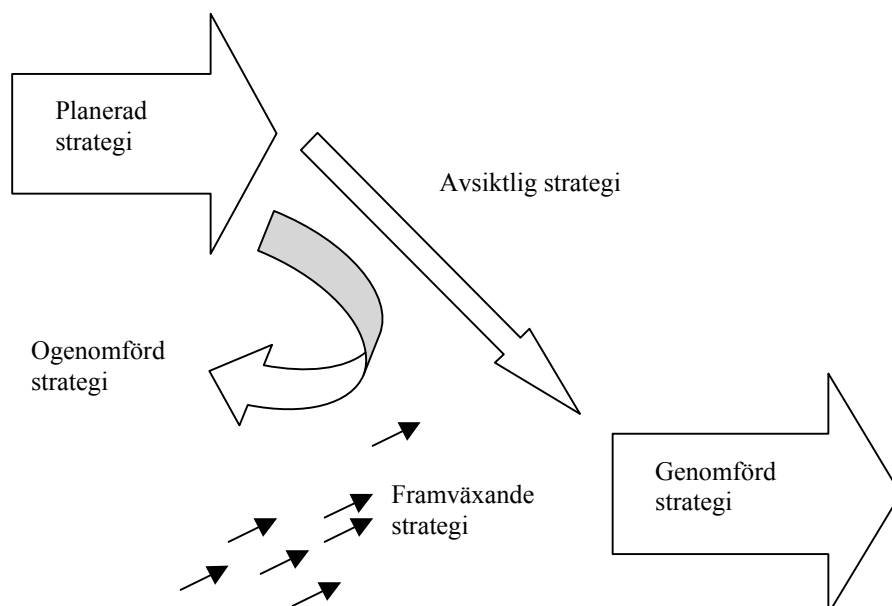 Planerad
strategi
Avsiktlig strategi
Ogenomförd
strategi
Framväxande
strategi
Genomförd
strategi